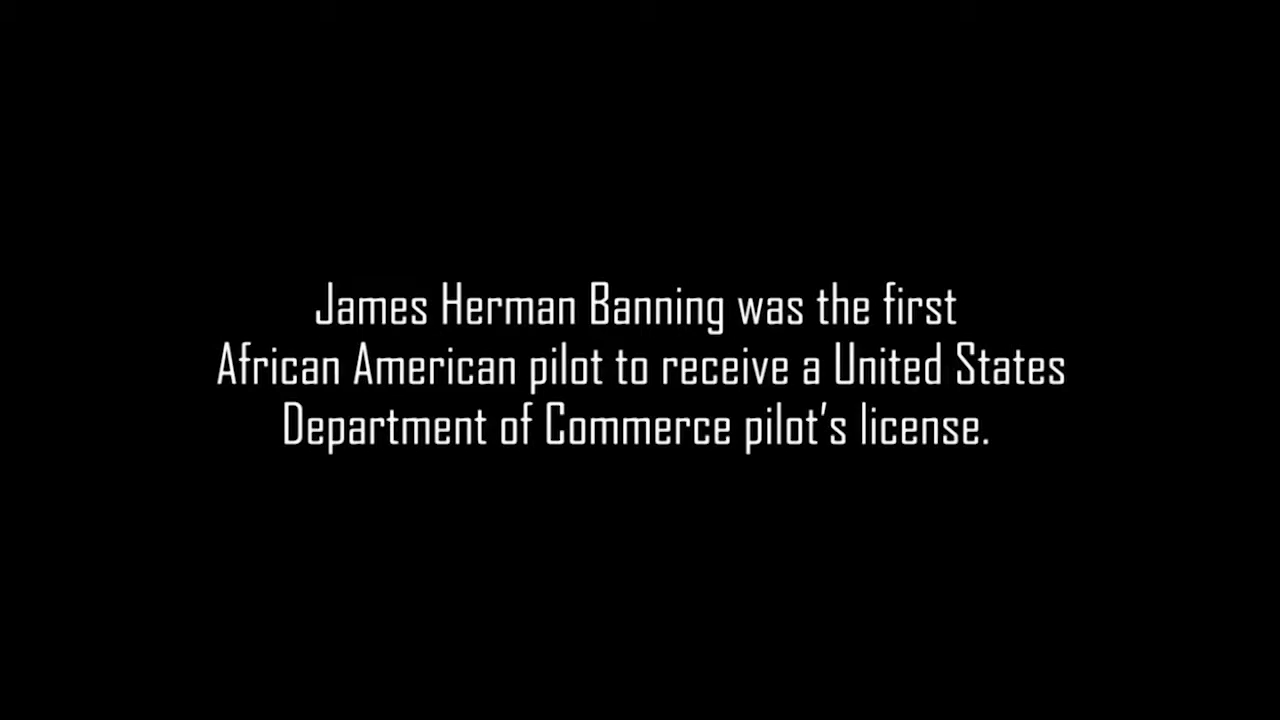 James Herman Banning was the first
African American pilot to receive a United States
Department of Commerce pilot’s license.